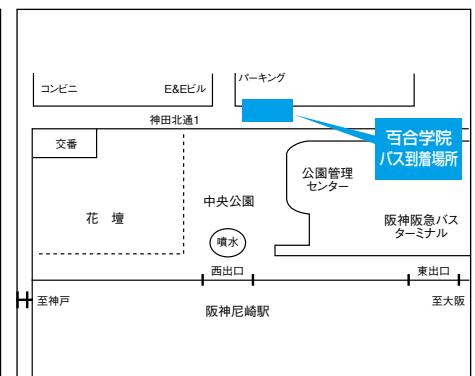 コンビニ
E&Eビル
パーキング
神田北通1
百合学院
バス到着場所
交番
公園管理
センター
中央公園
花 壇
阪神阪急バス
ターミナル
噴水
西出口
東出口
至神戸
阪神尼崎駅
至大阪